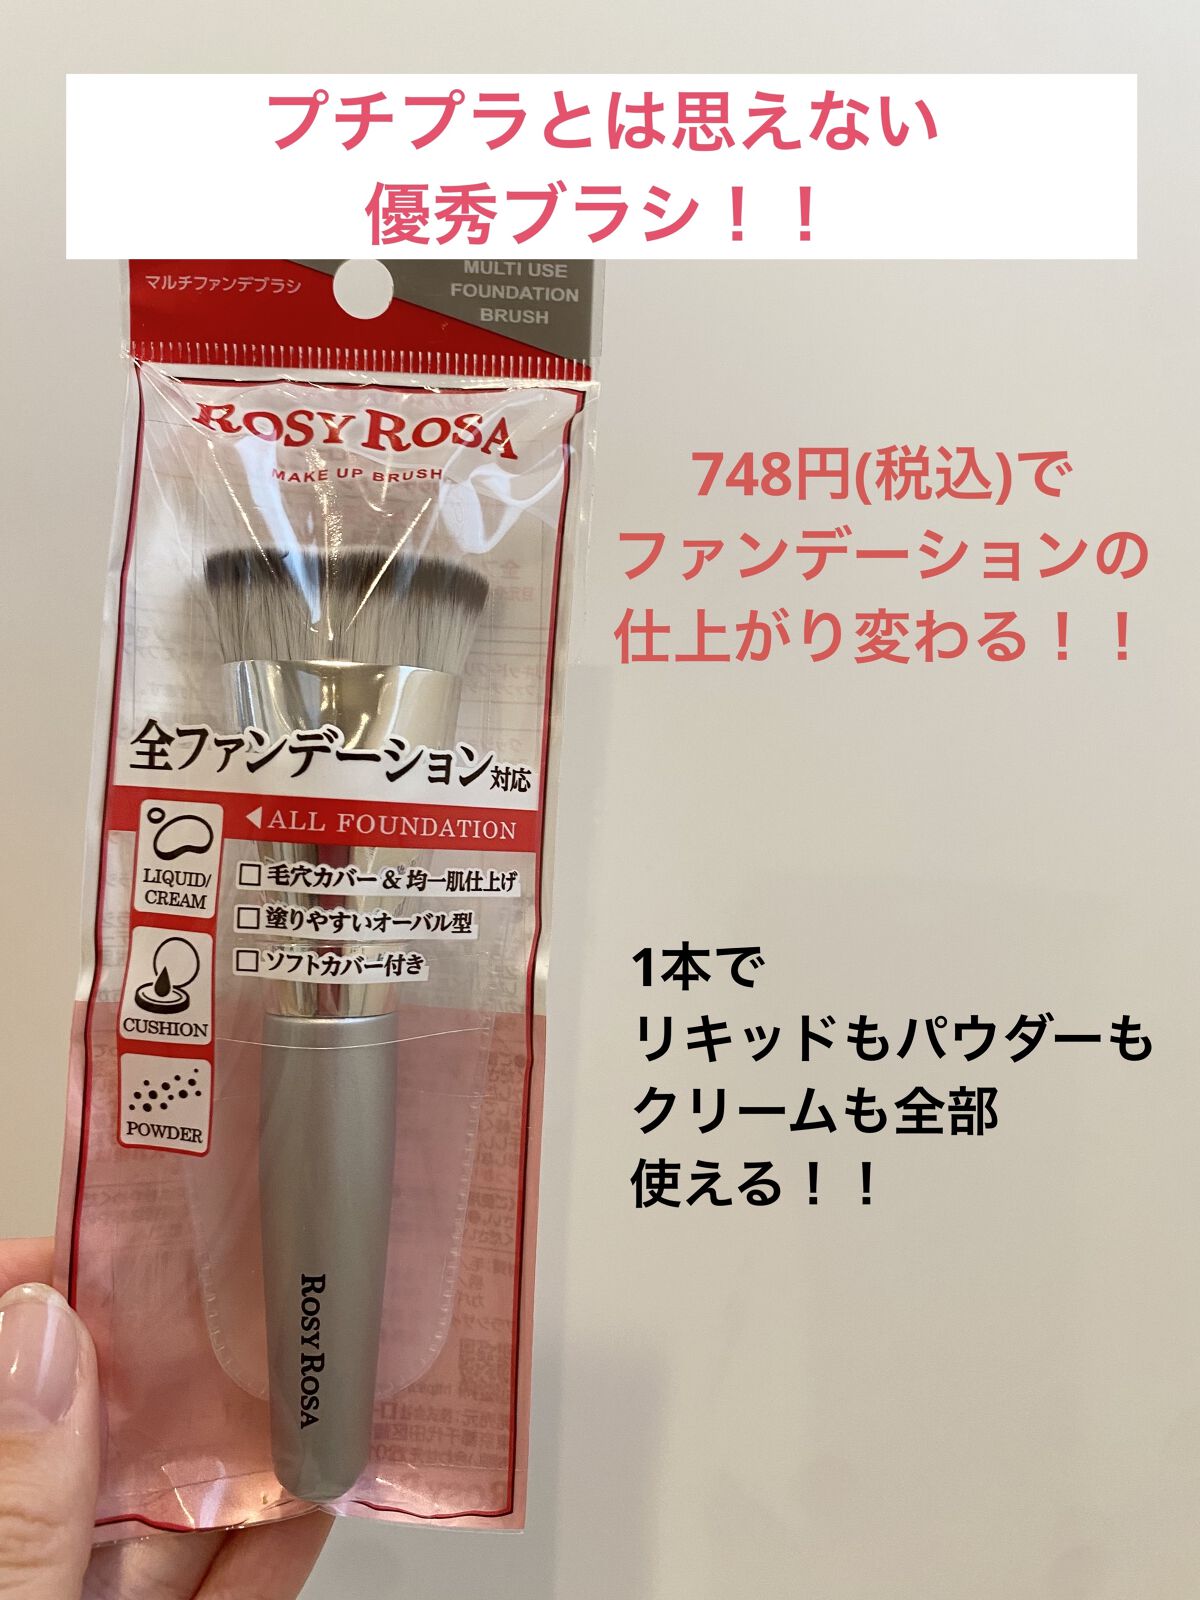 プチプラとは思えない
優秀ブラシ！！
マルチファンデブラシ
MULTI USE
FOUNDATION
BRUSH
ROSY ROSA
MAKE UP BRUSH
748円(税込)で
ファンデーションの
仕上がり変わる！！
全ファンデーション対応
◀ALL FOUNDATION
LIQUID/
CREAM
□毛穴カバー&均一肌仕上げ
□塗りやすいオーバル型
□ソフトカバー付き
CUSHION
POWDER
1本で
リキッドもパウダーも
クリームも全部
使える！！
ROSY ROSA